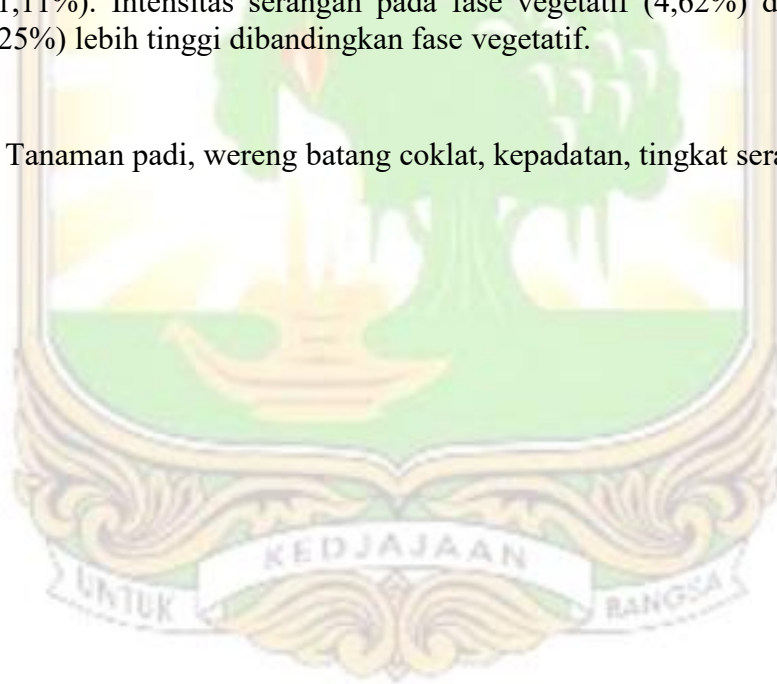 1,11%). Intensitas serangan pada fase vegetatif (4,62%) d
25%) lebih tinggi dibandingkan fase vegetatif.
Tanaman padi, wereng batang coklat, kepadatan, tingkat sera
KEDJAJAAN
UNTUK
BANGSA